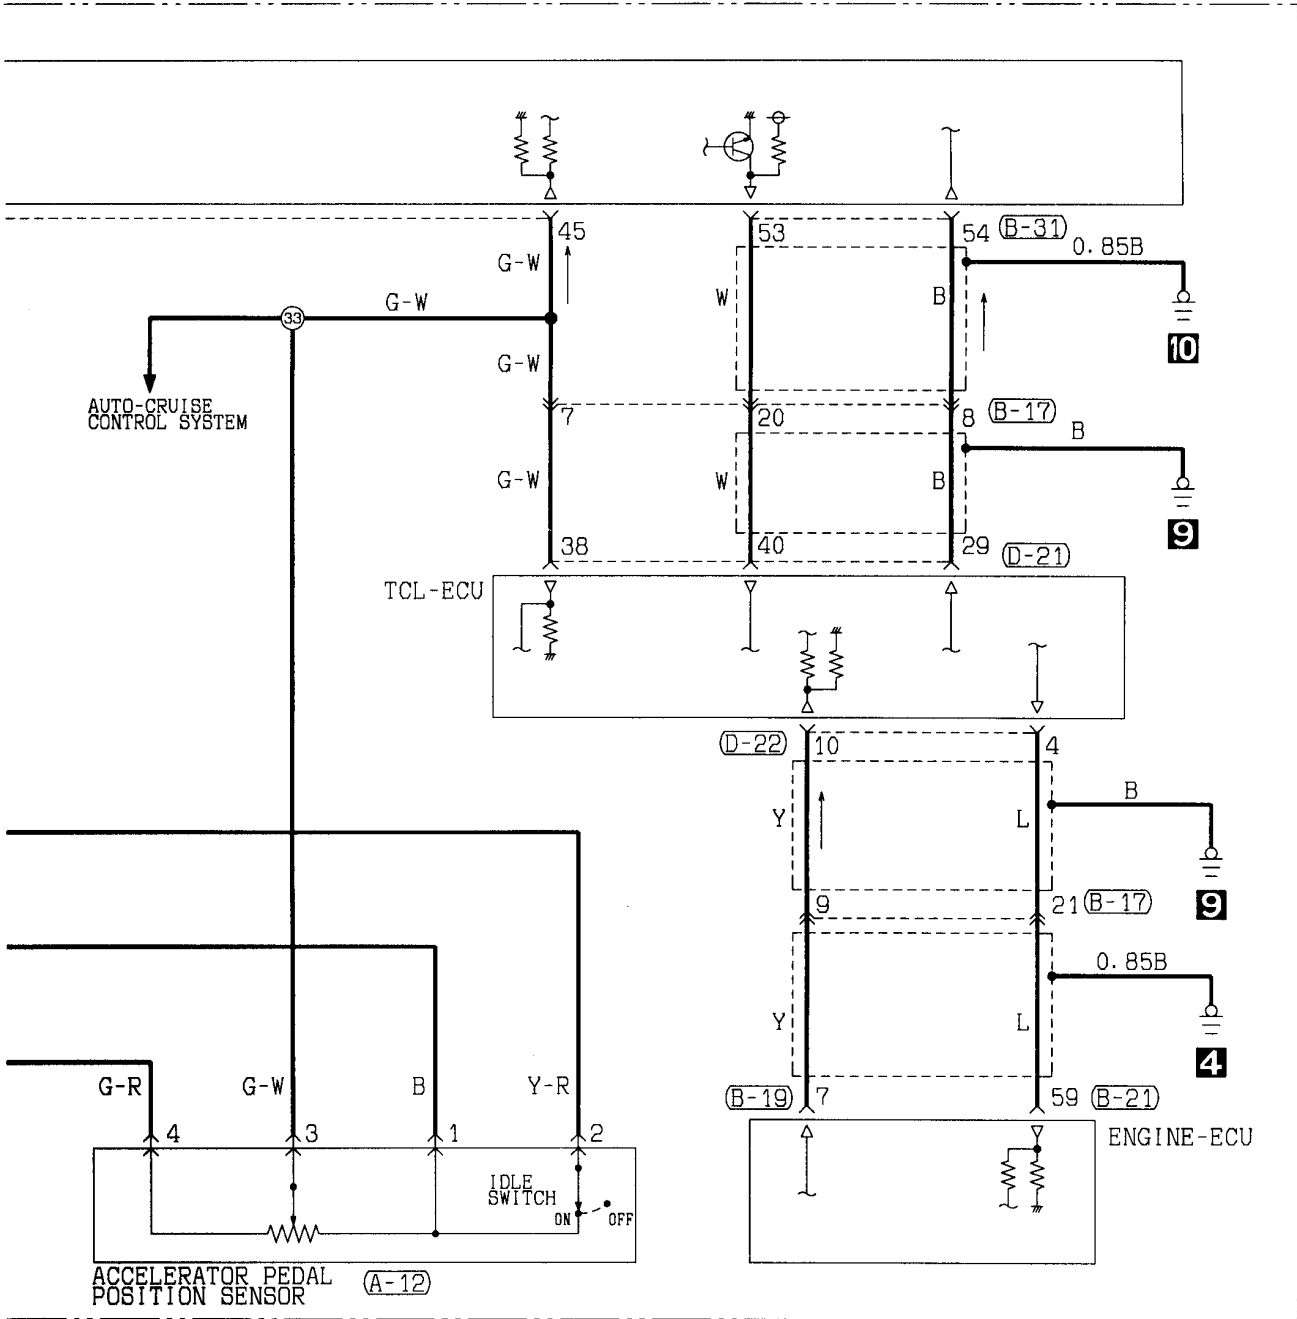 45
53
54
B-31
0.85B
G-W
W
B
10
33
G-W
G-W
AUTO-CRUISE
CONTROL SYSTEM
7
20
8
B-17
B
G-W
W
B
9
38
40
29
D-21
TCL-ECU
D-22
10
4
Y
L
B
9
9
21
B-17
0.85B
Y
L
4
G-R
G-W
B
Y-R
B-19
7
59
B-21
4
3
1
2
ENGINE-ECU
IDLE
SWITCH
ON
OFF
ACCELERATOR PEDAL
POSITION SENSOR
A-12